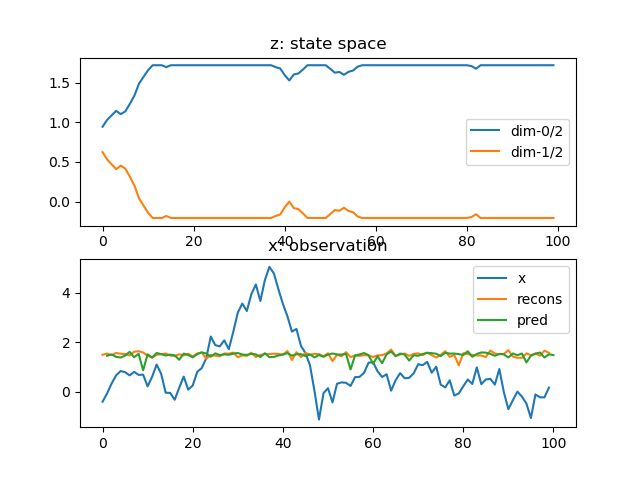 z: state space
1.5
1.0
0.5
0.0
dim-0/2
dim-1/2
0 20 40 60 80 100
x: observation
4
2
0
x
recons
pred
0 20 40 60 80 100